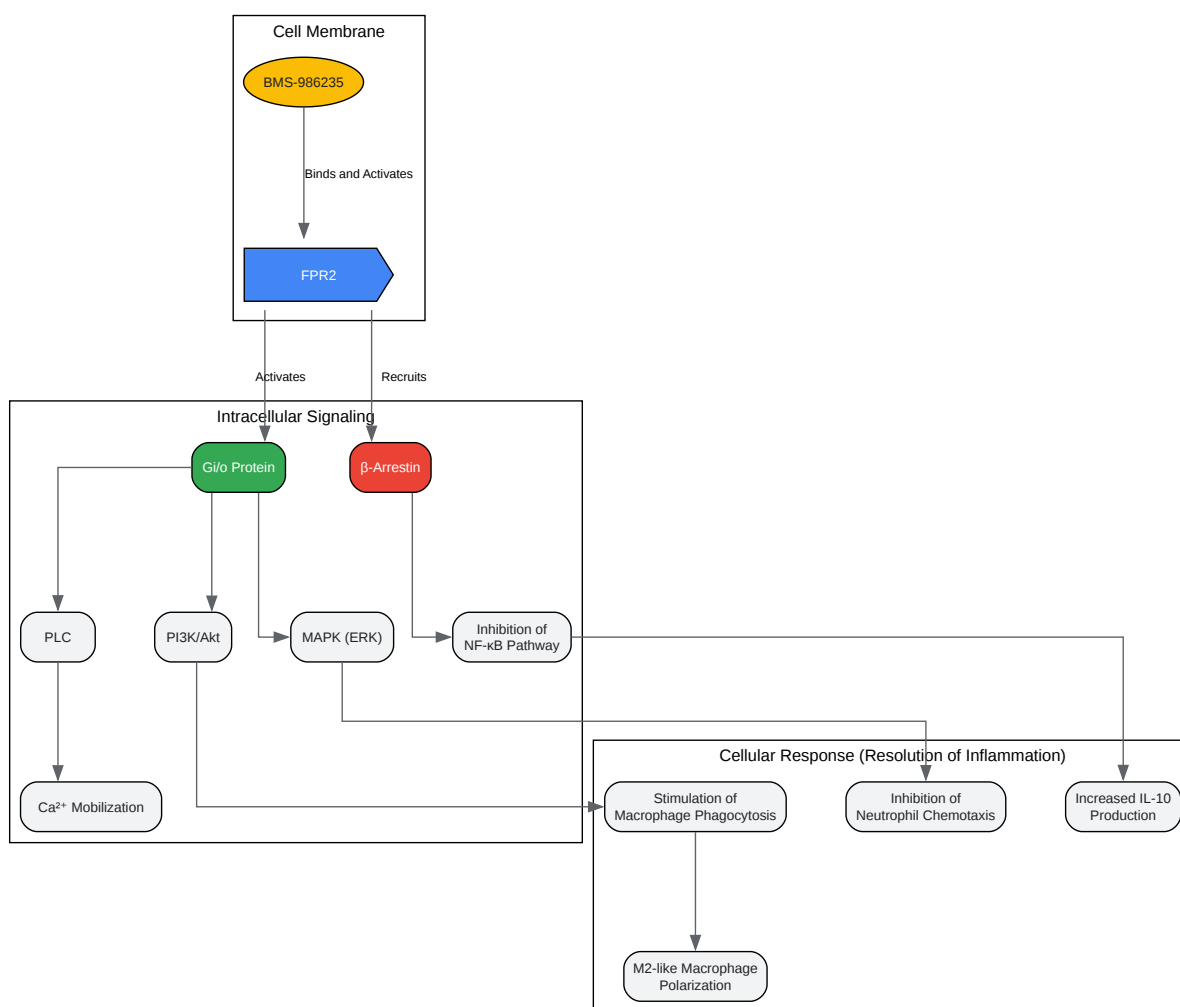 Cell Membrane
BMS-986235
Binds and Activates
FPR2
Activates
Recruits
Intracellular Signaling
Gi/o Protein
β-Arrestin
PLC
PI3K/Akt
MAPK (ERK)
Inhibition of
NF-κB Pathway
Ca²⁺ Mobilization
Cellular Response (Resolution of Inflammation)
Stimulation of
Macrophage Phagocytosis
Inhibition of
Neutrophil Chemotaxis
Increased IL-10
Production
M2-like Macrophage
Polarization